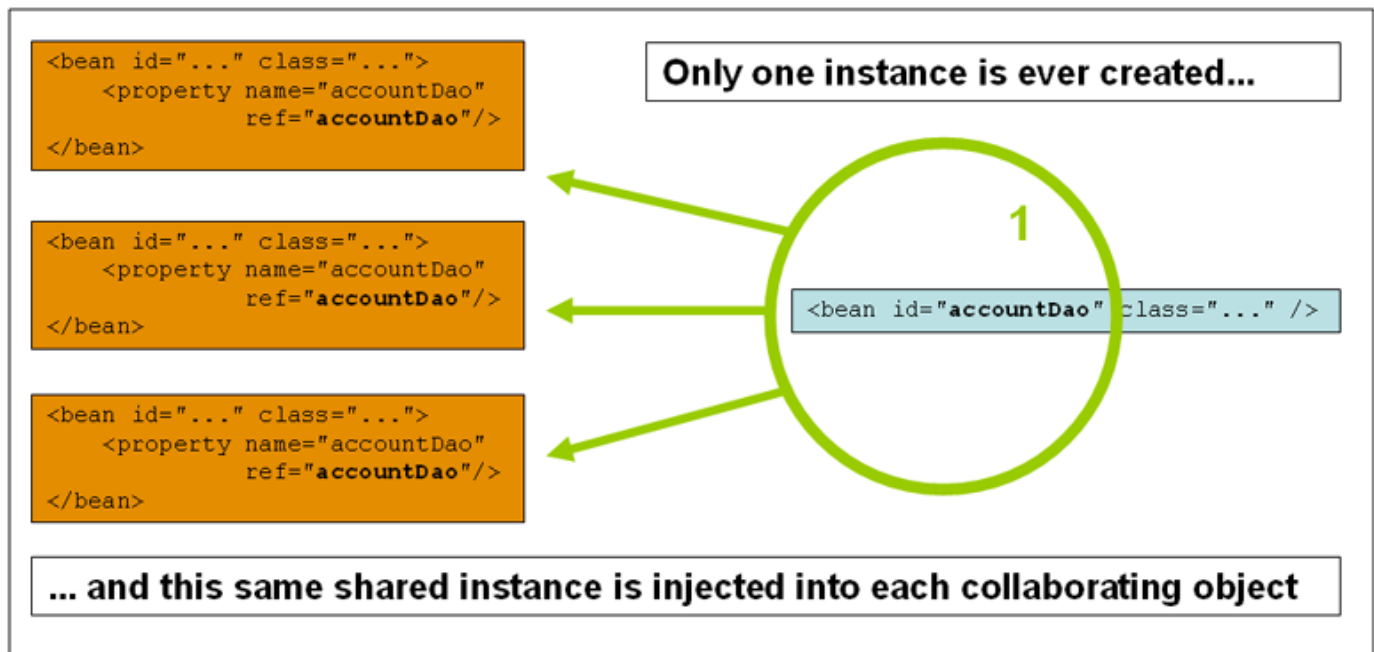 <bean id="..." class="...">
    <property name="accountDao"
              ref="accountDao"/>
</bean>
Only one instance is ever created...
1
<bean id="..." class="...">
    <property name="accountDao"
              ref="accountDao"/>
</bean>
<bean id="accountDao" class="..." />
<bean id="..." class="...">
    <property name="accountDao"
              ref="accountDao"/>
</bean>
... and this same shared instance is injected into each collaborating object